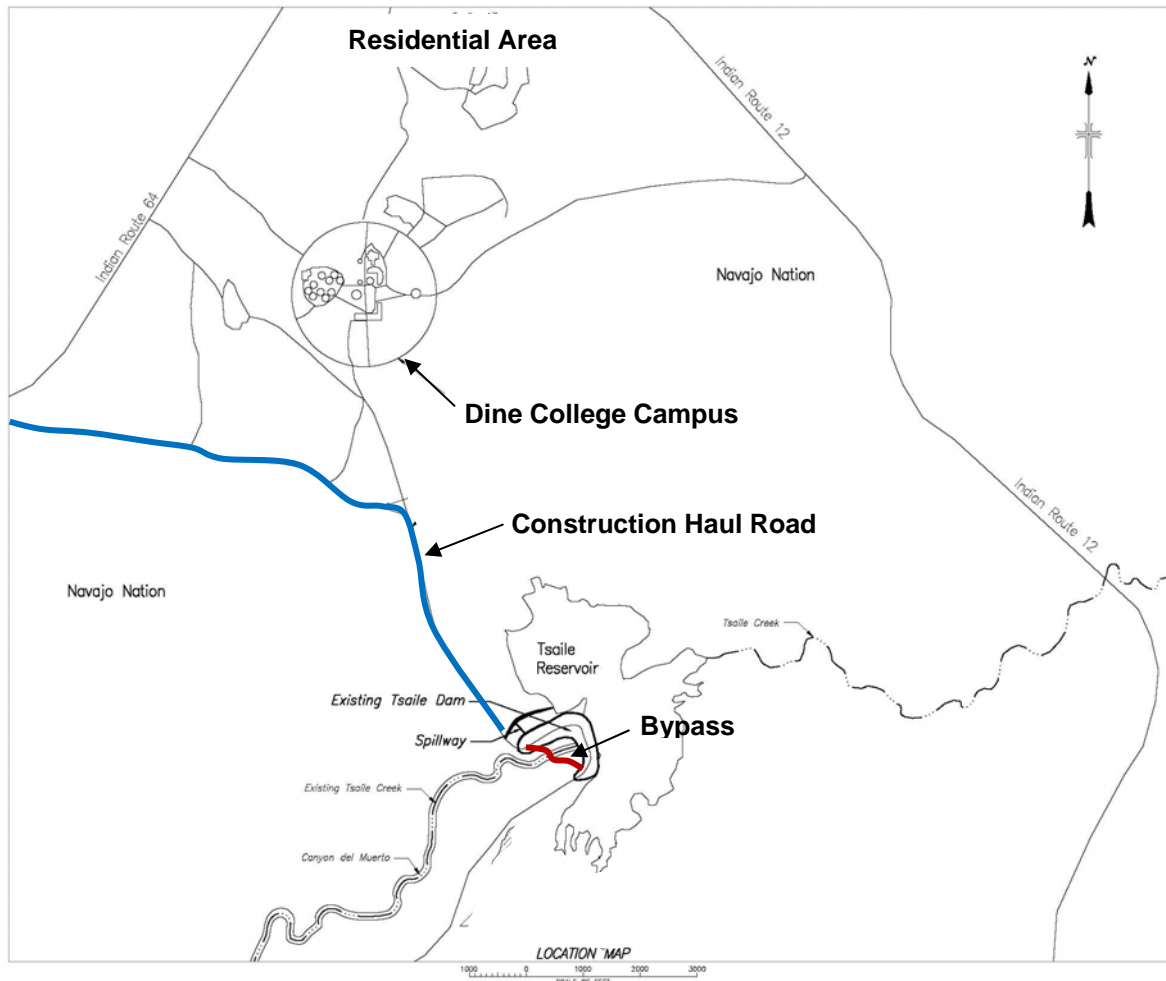 Residential Area
N
Indian Route 12
Indian Route 64
Navajo Nation
Dine College Campus
Construction Haul Road
Indian Route 12
Navajo Nation
Tsaile Creek
Tsaile
Reservoir
Existing Tsaile Dam
Bypass
Spillway
Existing Tsaile Creek
Canyon del Muerto
LOCATION MAP
1000 0 1000 3000